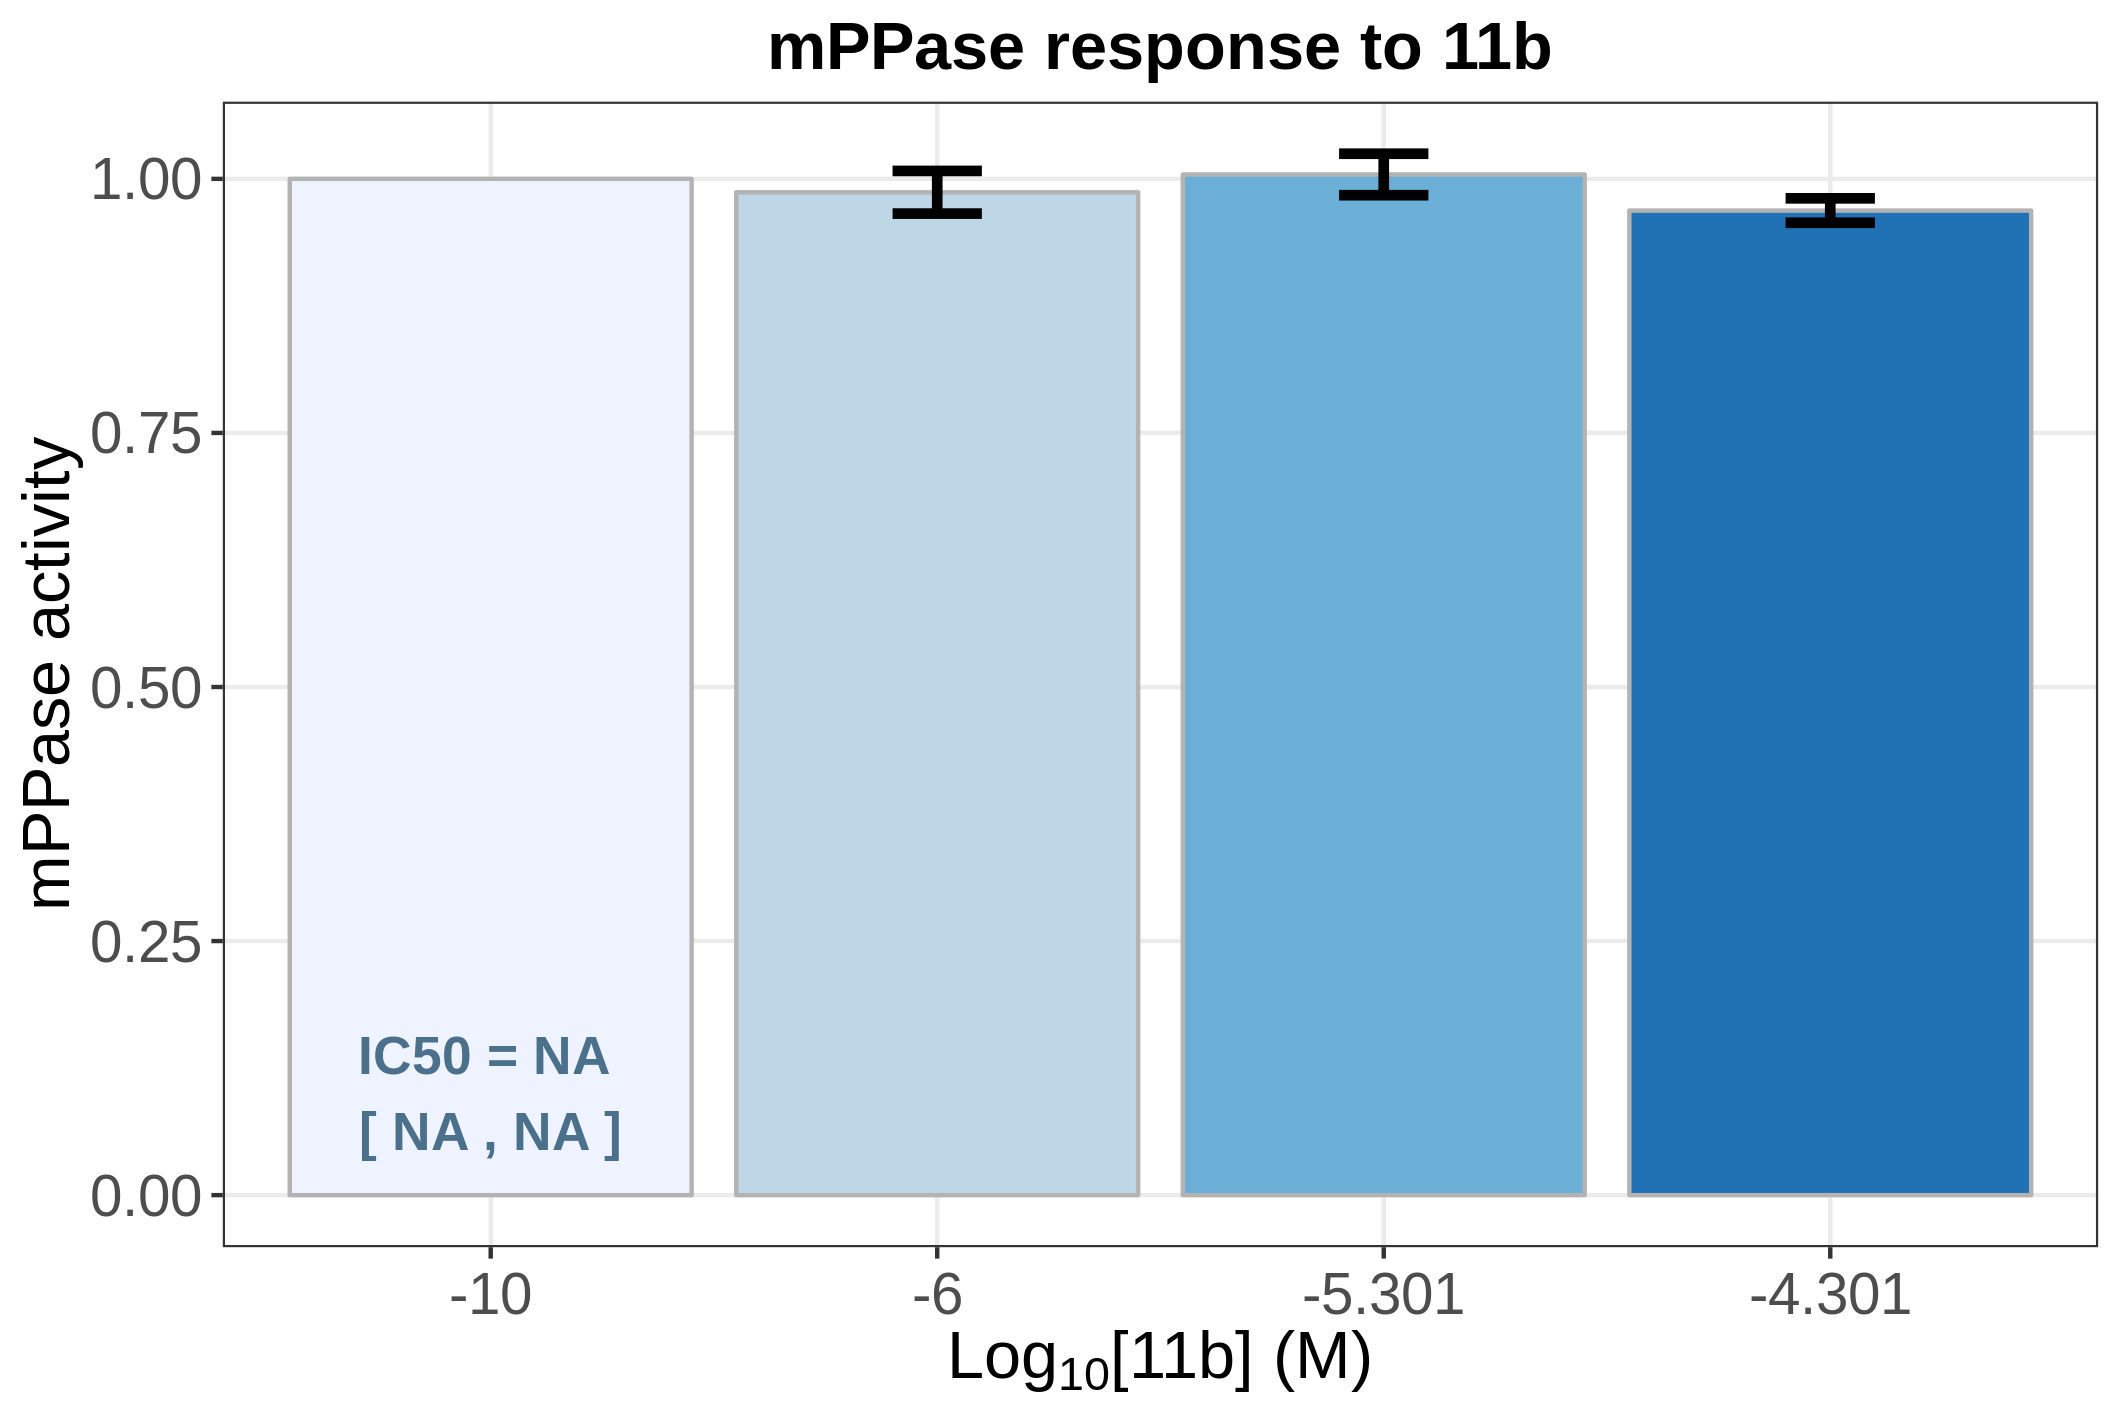 mPPase response to 11b
mPPase activity
1.00
0.75
0.50
0.25
0.00
IC50 = NA
[ NA , NA ]
-10 -6 -5.301 -4.301
Log10[11b] (M)